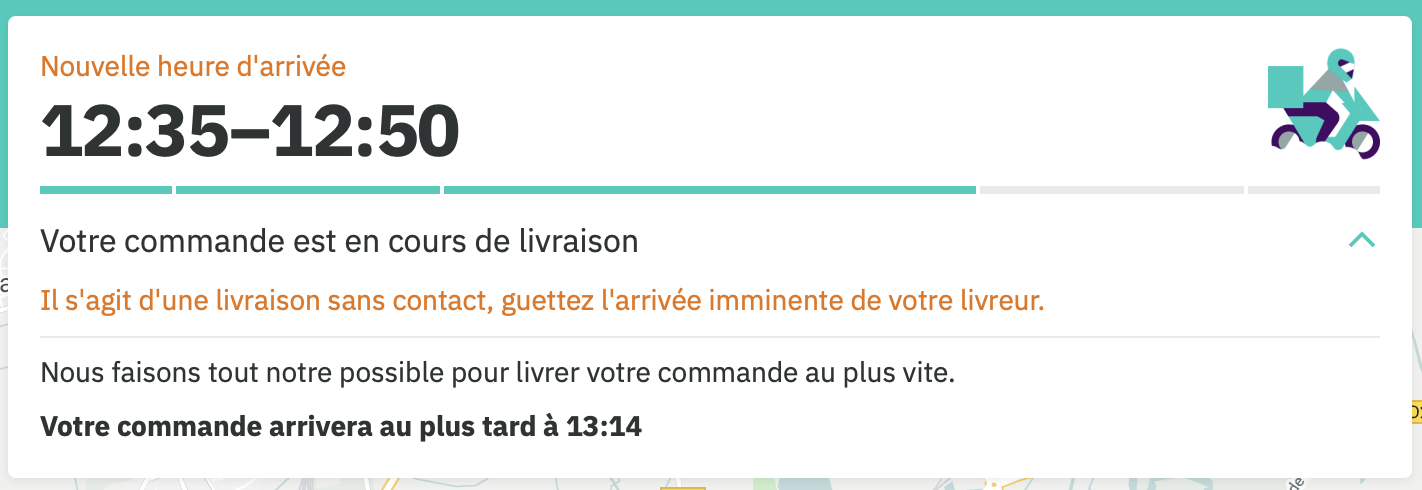 Nouvelle heure d'arrivée
12:35–12:50
Votre commande est en cours de livraison
Il s'agit d'une livraison sans contact, guettez l'arrivée imminente de votre livreur.
Nous faisons tout notre possible pour livrer votre commande au plus vite.
Votre commande arrivera au plus tard à 13:14
de